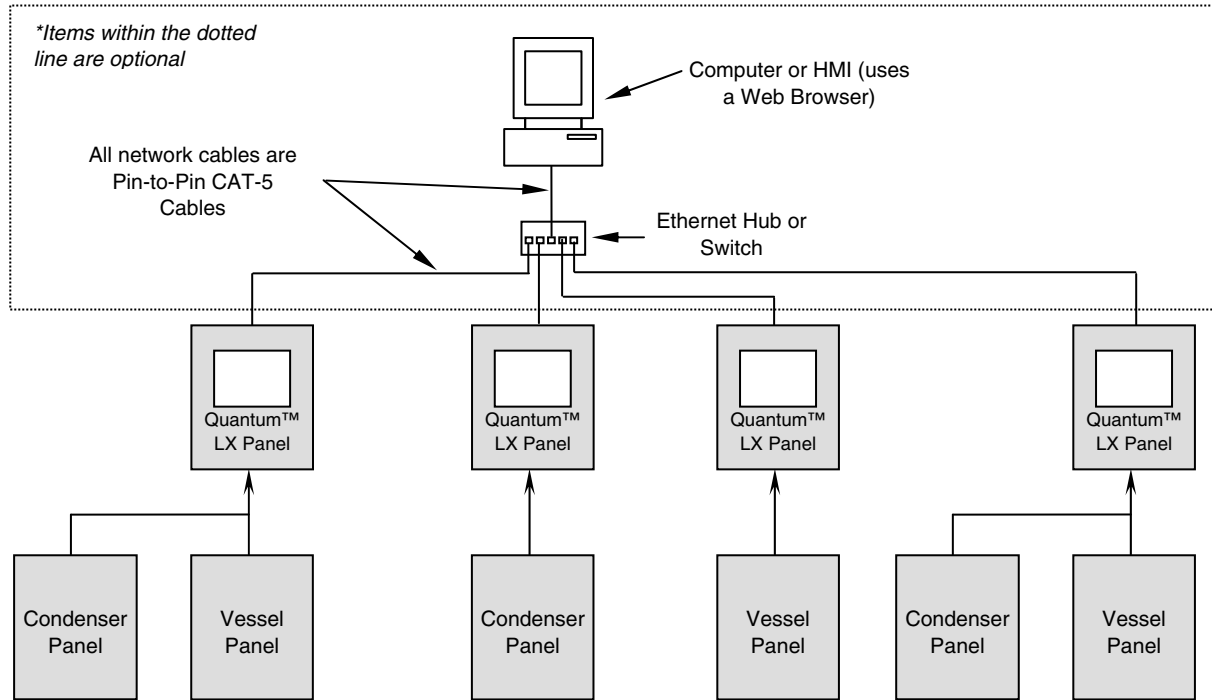 *Items within the dotted
line are optional
Computer or HMI (uses
a Web Browser)
All network cables are
Pin-to-Pin CAT-5
Cables
Ethernet Hub or
Switch
Quantum™
LX Panel
Quantum™
LX Panel
Quantum™
LX Panel
Quantum™
LX Panel
Condenser
Panel
Vessel
Panel
Condenser
Panel
Vessel
Panel
Condenser
Panel
Vessel
Panel